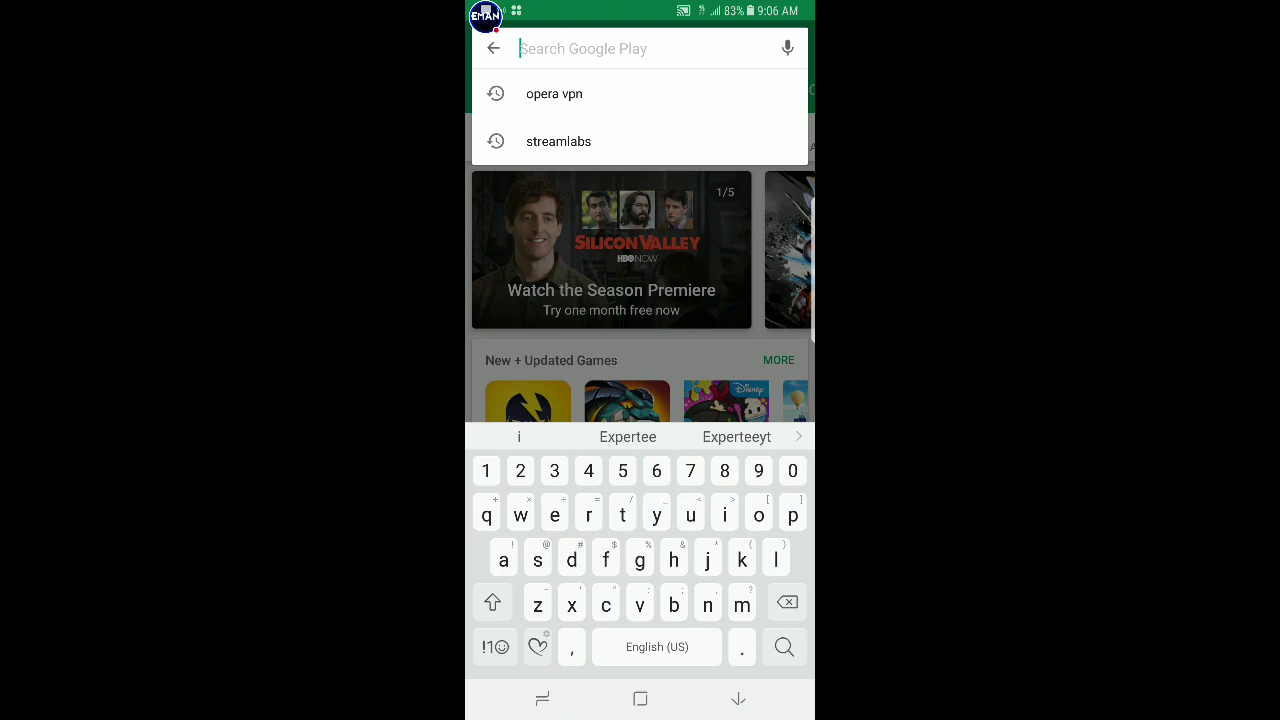 EMAN
83% 9:06 AM
Search Google Play
opera vpn
streamlabs
1/5
SILICON VALLEY
HBO NOW
Watch the Season Premiere
Try one month free now
New + Updated Games
MORE
Disney
i Expertee Experteeyt
1 2 3 4 5 6 7 8 9 0
+ × ÷ = / _ < > [ ]
q w e r t y u i o p
! @ # $ % & * ( )
a s d f g h j k l
- ' " : ; , ?
z x c v b n m
!1☺ , English (US) .